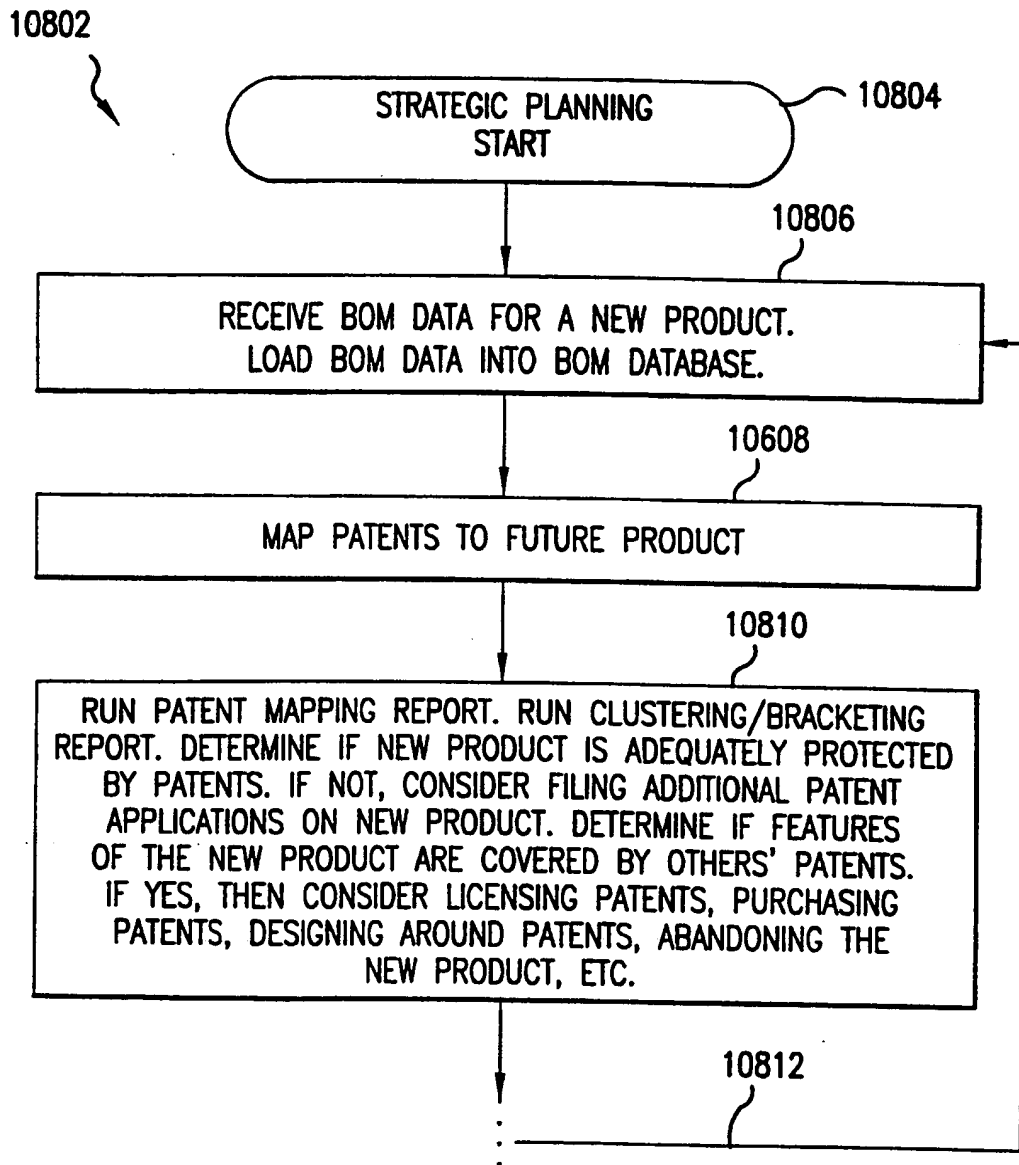 10802
STRATEGIC PLANNING
START
10804
10806
RECEIVE BOM DATA FOR A NEW PRODUCT.
LOAD BOM DATA INTO BOM DATABASE.
10608
MAP PATENTS TO FUTURE PRODUCT
10810
RUN PATENT MAPPING REPORT. RUN CLUSTERING/BRACKETING
REPORT. DETERMINE IF NEW PRODUCT IS ADEQUATELY PROTECTED
BY PATENTS. IF NOT, CONSIDER FILING ADDITIONAL PATENT
APPLICATIONS ON NEW PRODUCT. DETERMINE IF FEATURES
OF THE NEW PRODUCT ARE COVERED BY OTHERS' PATENTS.
IF YES, THEN CONSIDER LICENSING PATENTS, PURCHASING
PATENTS, DESIGNING AROUND PATENTS, ABANDONING THE
NEW PRODUCT, ETC.
10812